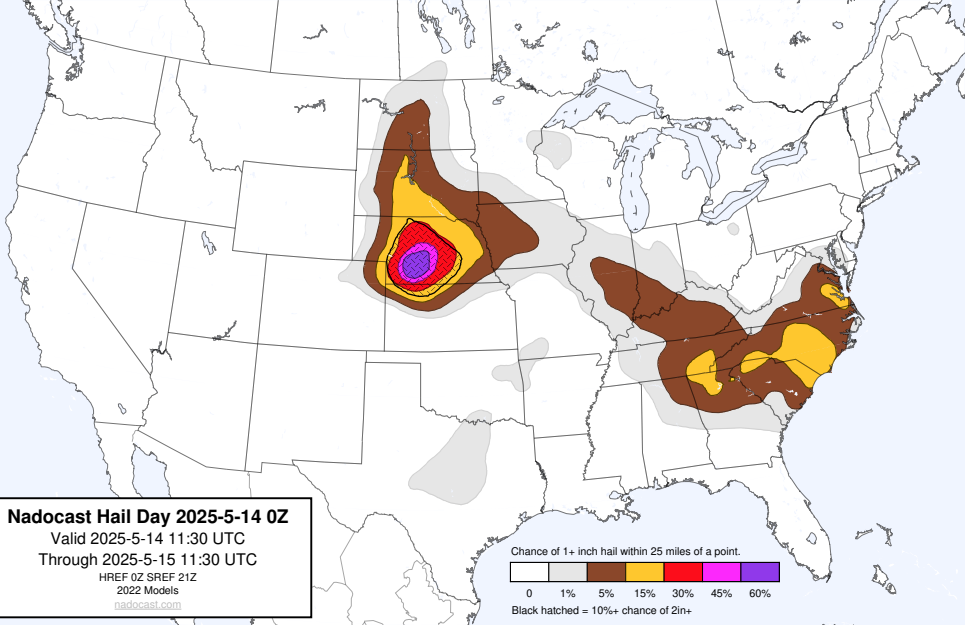 Nadocast Hail Day 2025-5-14 0Z
Valid 2025-5-14 11:30 UTC
Through 2025-5-15 11:30 UTC
HREF 0Z SREF 21Z
2022 Models
nadocast.com
Chance of 1+ inch hail within 25 miles of a point.
0 1% 5% 15% 30% 45% 60%
Black hatched = 10%+ chance of 2in+